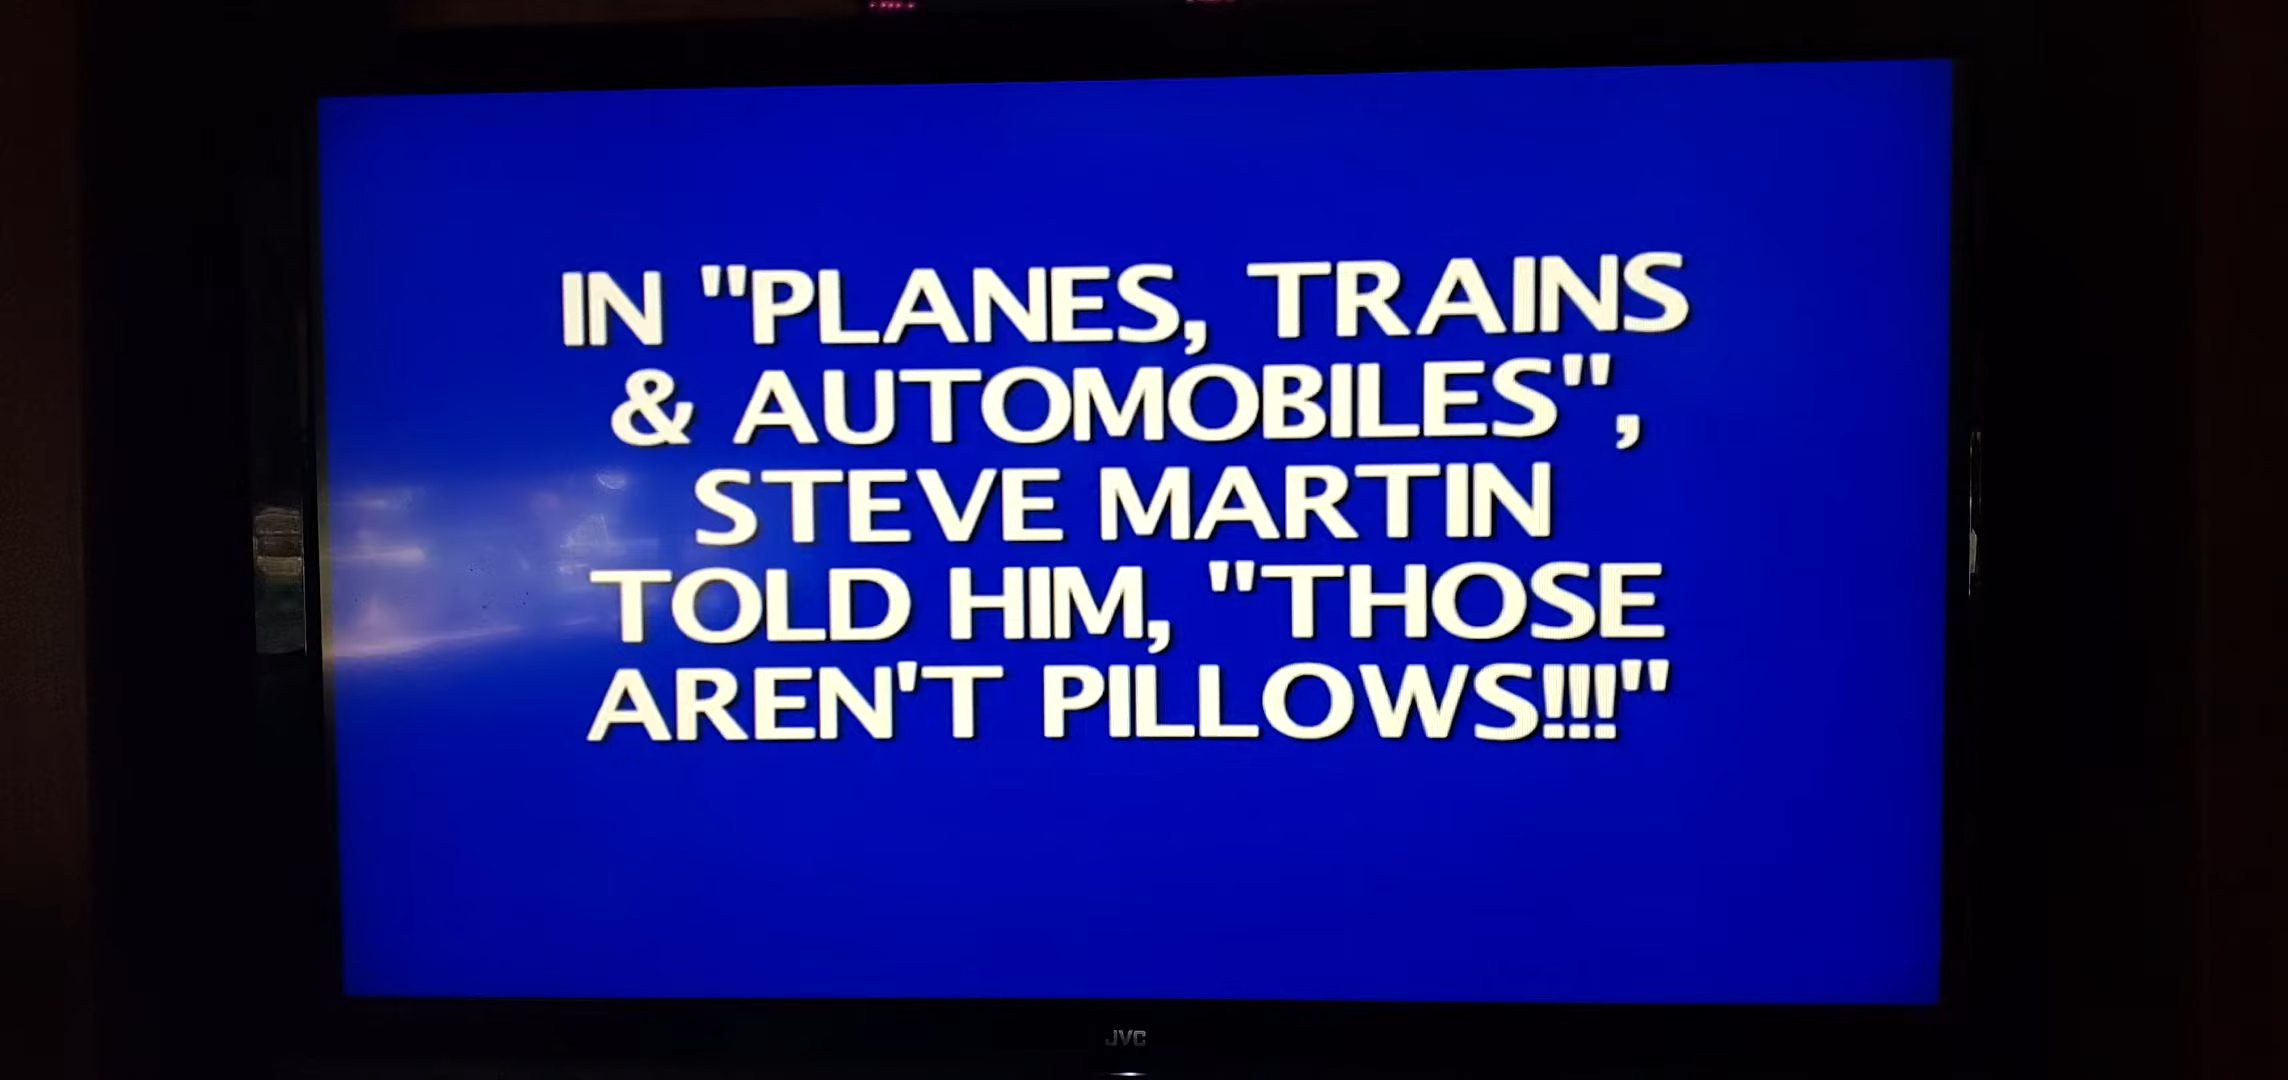 IN "PLANES, TRAINS
& AUTOMOBILES",
STEVE MARTIN
TOLD HIM, "THOSE
AREN'T PILLOWS!!!"
JVC